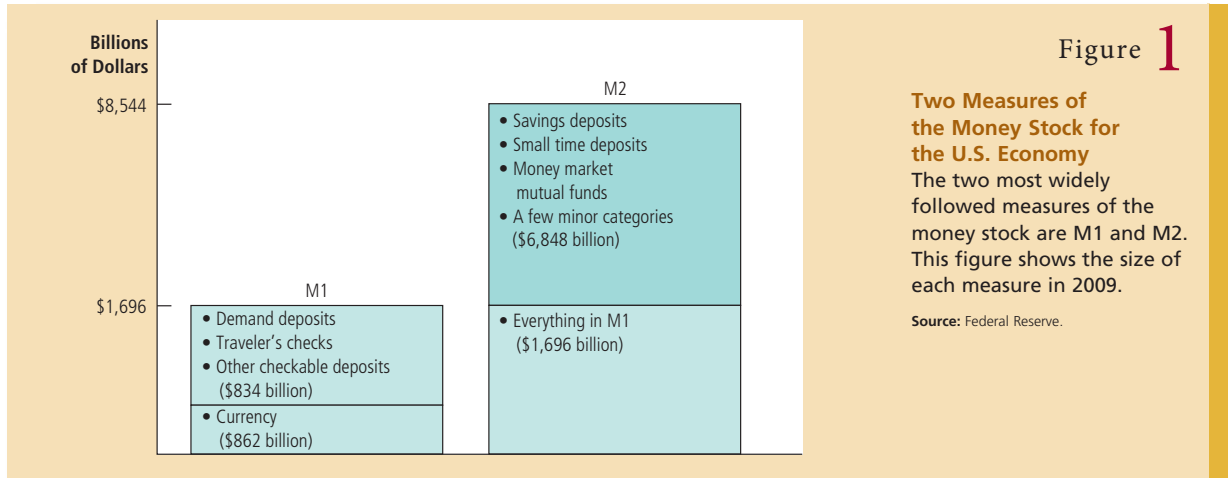 Billions
of Dollars
$8,544
$1,696
M1
• Demand deposits
• Traveler's checks
• Other checkable deposits
($834 billion)
• Currency
($862 billion)
M2
• Savings deposits
• Small time deposits
• Money market
mutual funds
• A few minor categories
($6,848 billion)
• Everything in M1
($1,696 billion)
Figure 1
Two Measures of
the Money Stock for
the U.S. Economy
The two most widely
followed measures of the
money stock are M1 and M2.
This figure shows the size of
each measure in 2009.
Source: Federal Reserve.